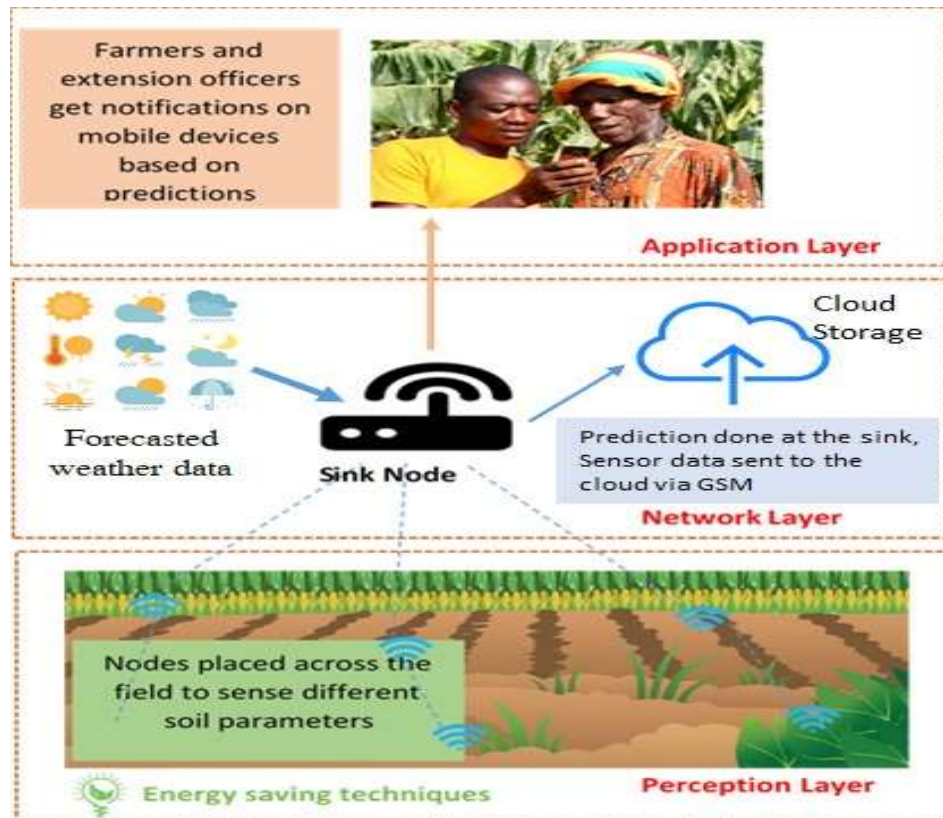 Farmers and
extension officers
get notifications on
mobile devices
based on
predictions
Application Layer
Cloud
Storage
Forecasted
weather data
Sink Node
Prediction done at the sink,
Sensor data sent to the
cloud via GSM
Network Layer
Nodes placed across the
field to sense different
soil parameters
Energy saving techniques
Perception Layer